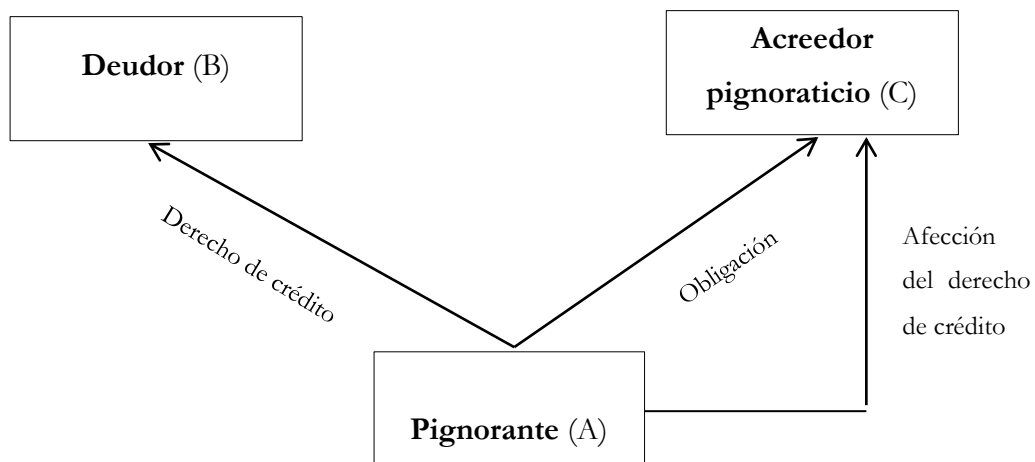 Deudor (B)
Acreedor
pignoraticio (C)
Derecho de crédito
Obligación
Afección
del derecho
de crédito
Pignorante (A)